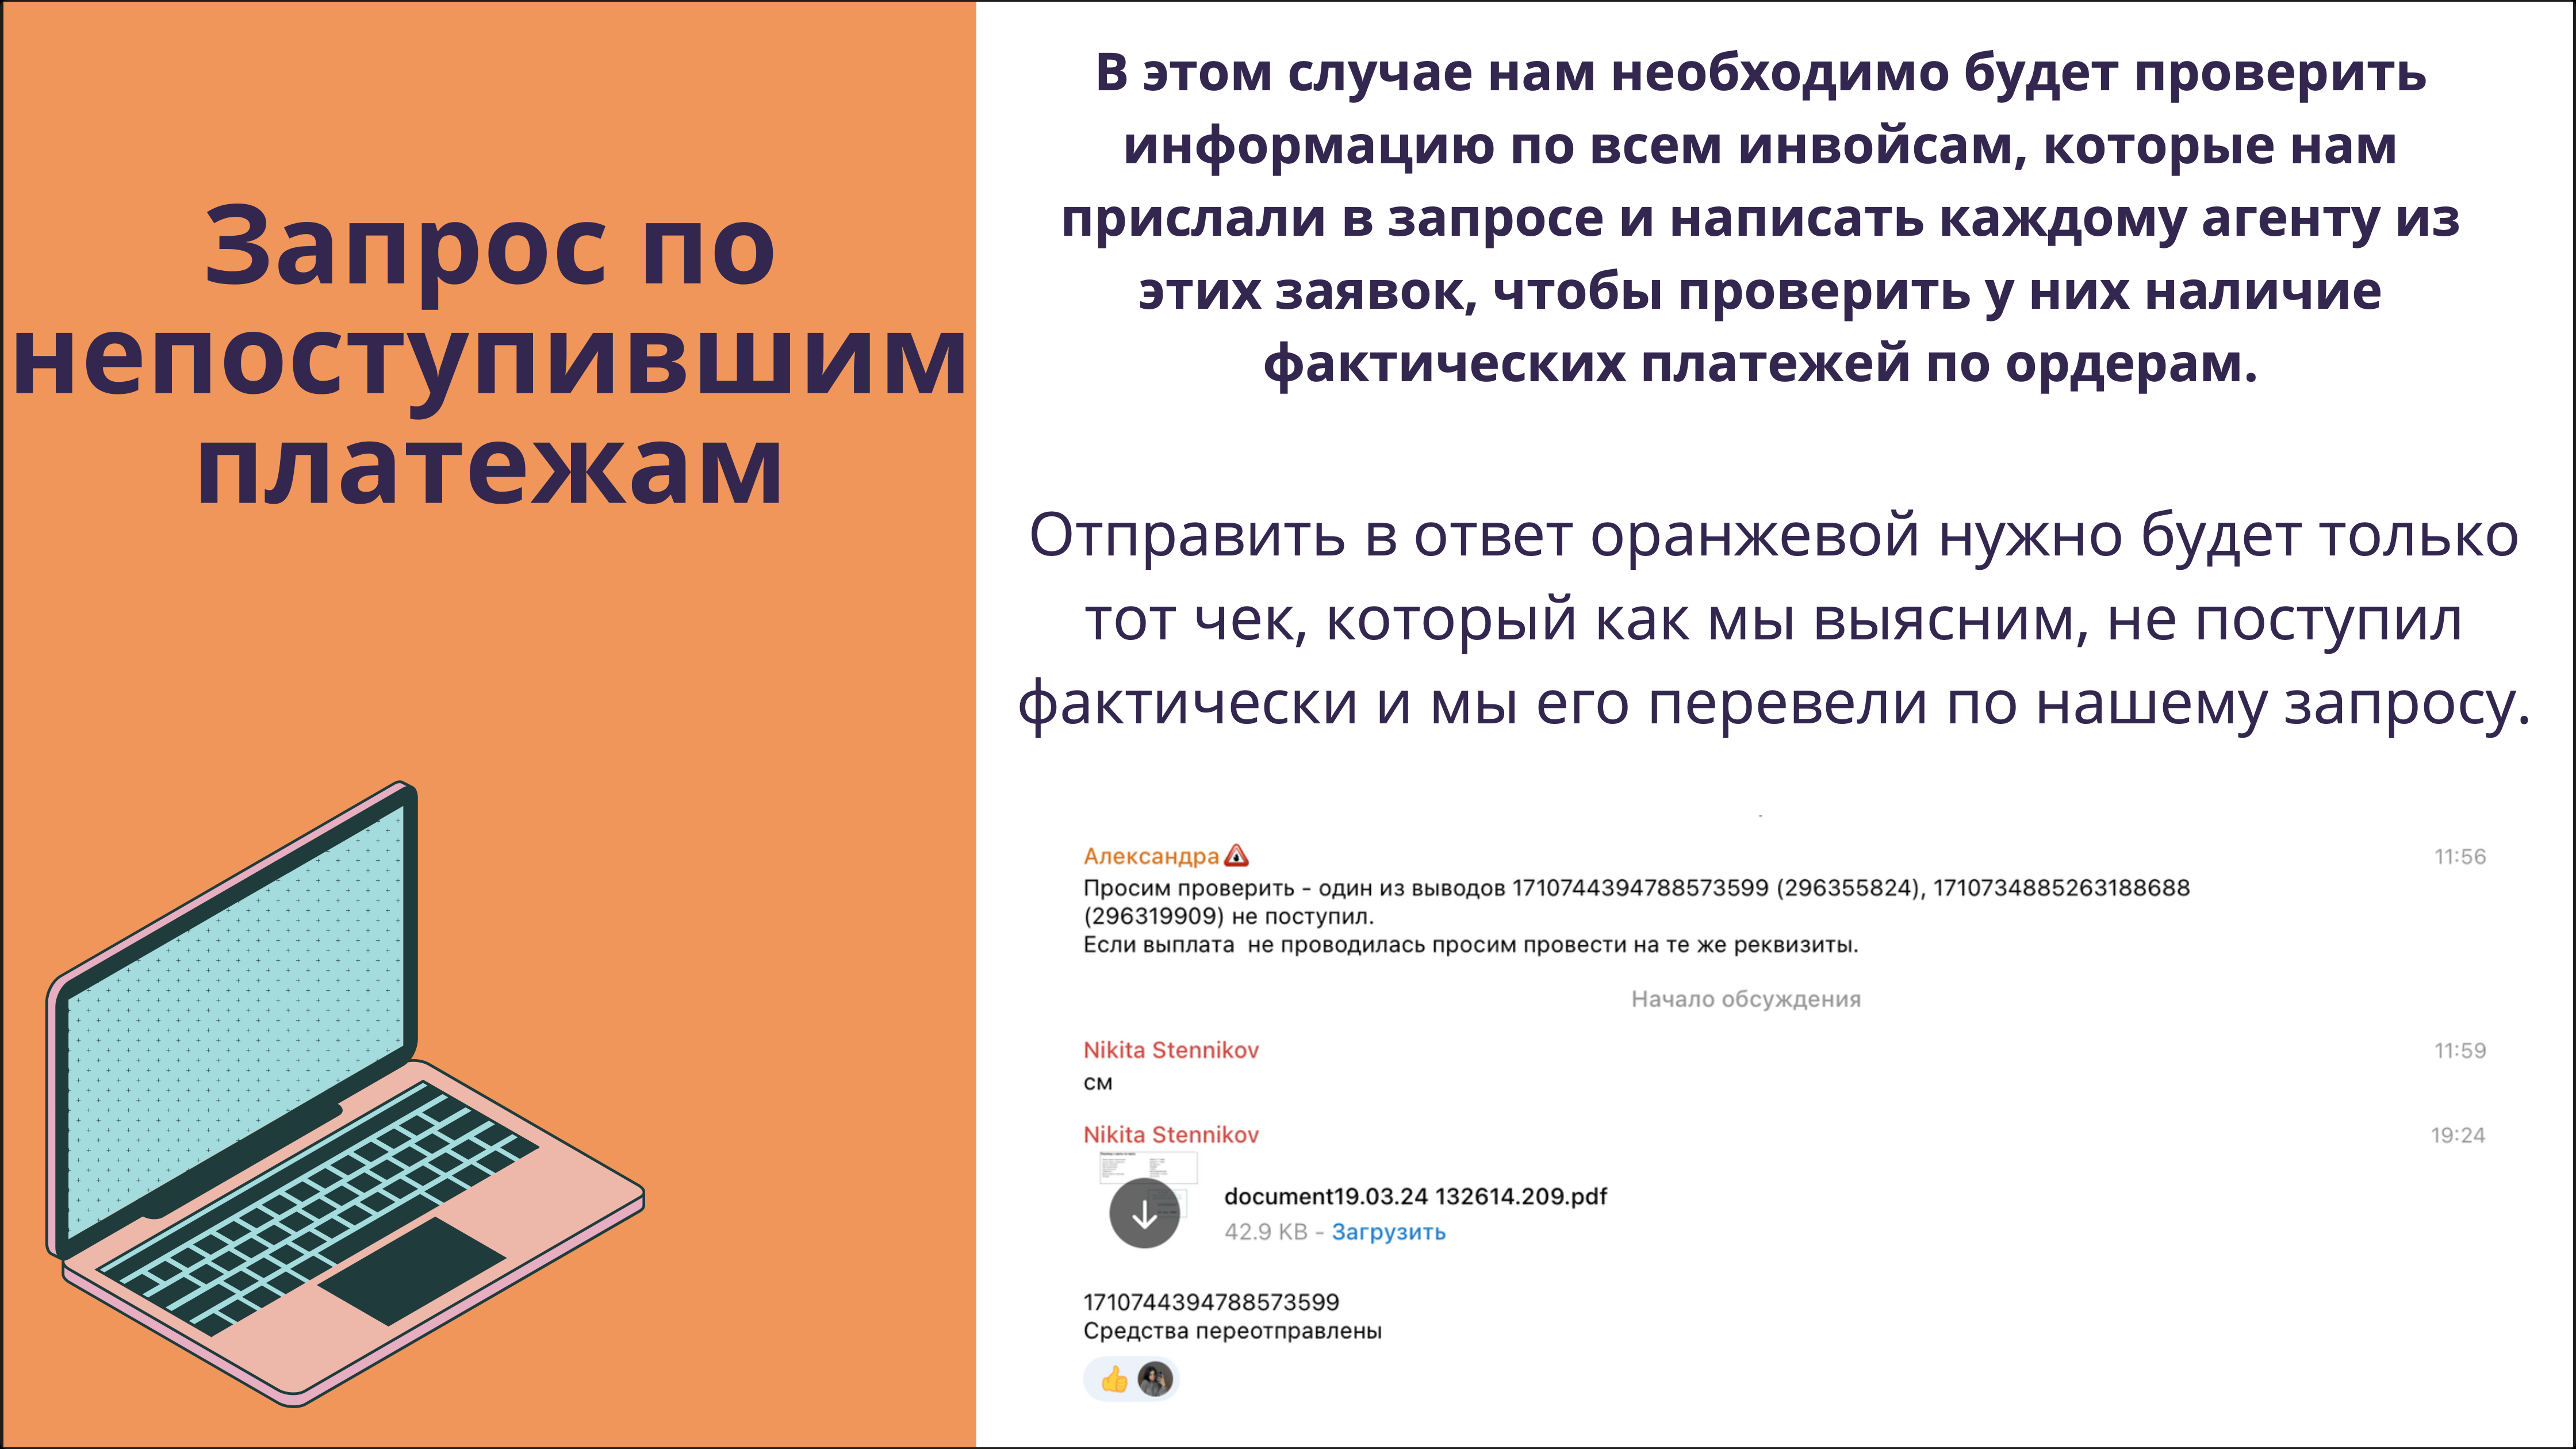 Запрос по
непоступившим
платежам
В этом случае нам необходимо будет проверить
информацию по всем инвойсам, которые нам
прислали в запросе и написать каждому агенту из
этих заявок, чтобы проверить у них наличие
фактических платежей по ордерам.
Отправить в ответ оранжевой нужно будет только
тот чек, который как мы выясним, не поступил
фактически и мы его перевели по нашему запросу.
Александра 11:56
Просим проверить - один из выводов 1710744394788573599 (296355824), 1710734885263188688
(296319909) не поступил.
Если выплата не проводилась просим провести на те же реквизиты.
Начало обсуждения
Nikita Stennikov 11:59
см
Nikita Stennikov 19:24
document19.03.24 132614.209.pdf
42.9 KB - Загрузить
1710744394788573599
Средства переотправлены